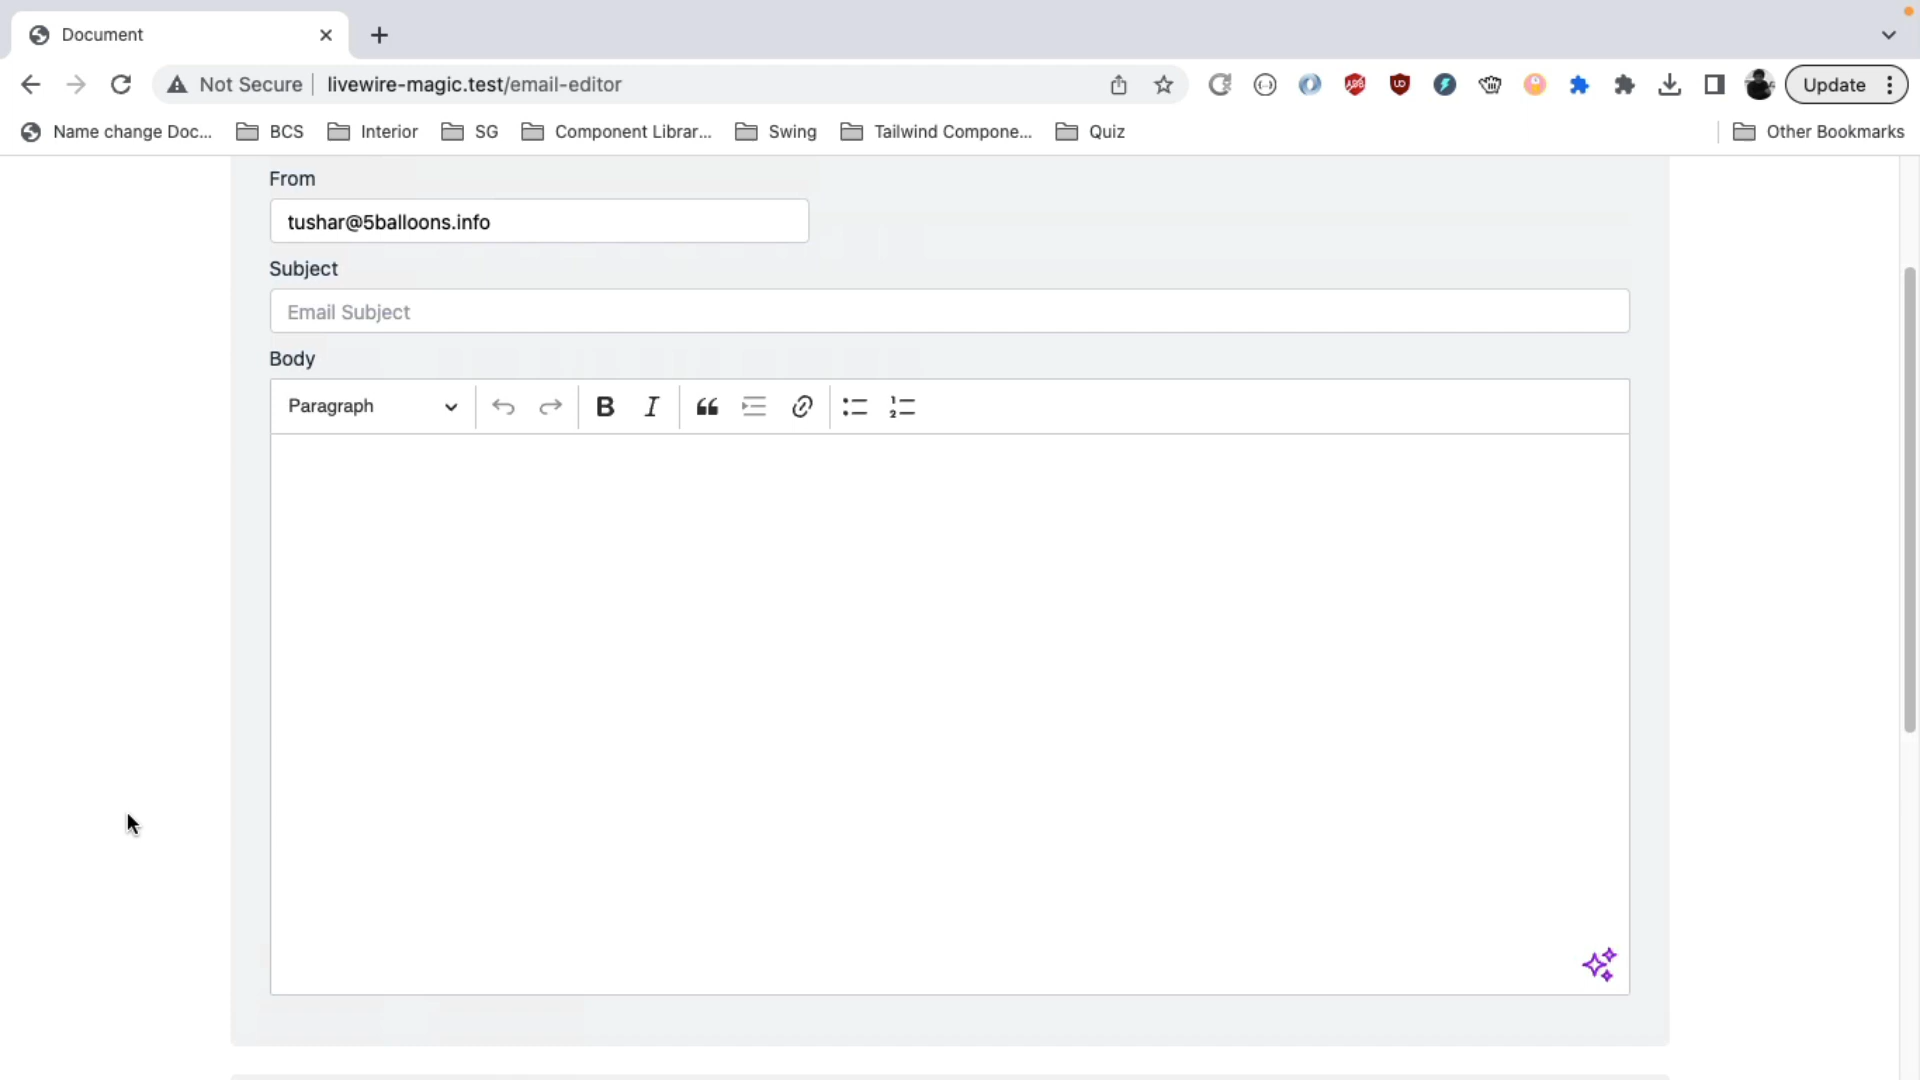 Document
Not Secure livewire-magic.test/email-editor
Update
Name change Doc... BCS Interior SG Component Librar... Swing Tailwind Compone... Quiz Other Bookmarks
From
tushar@5balloons.info
Subject
Email Subject
Body
Paragraph B I